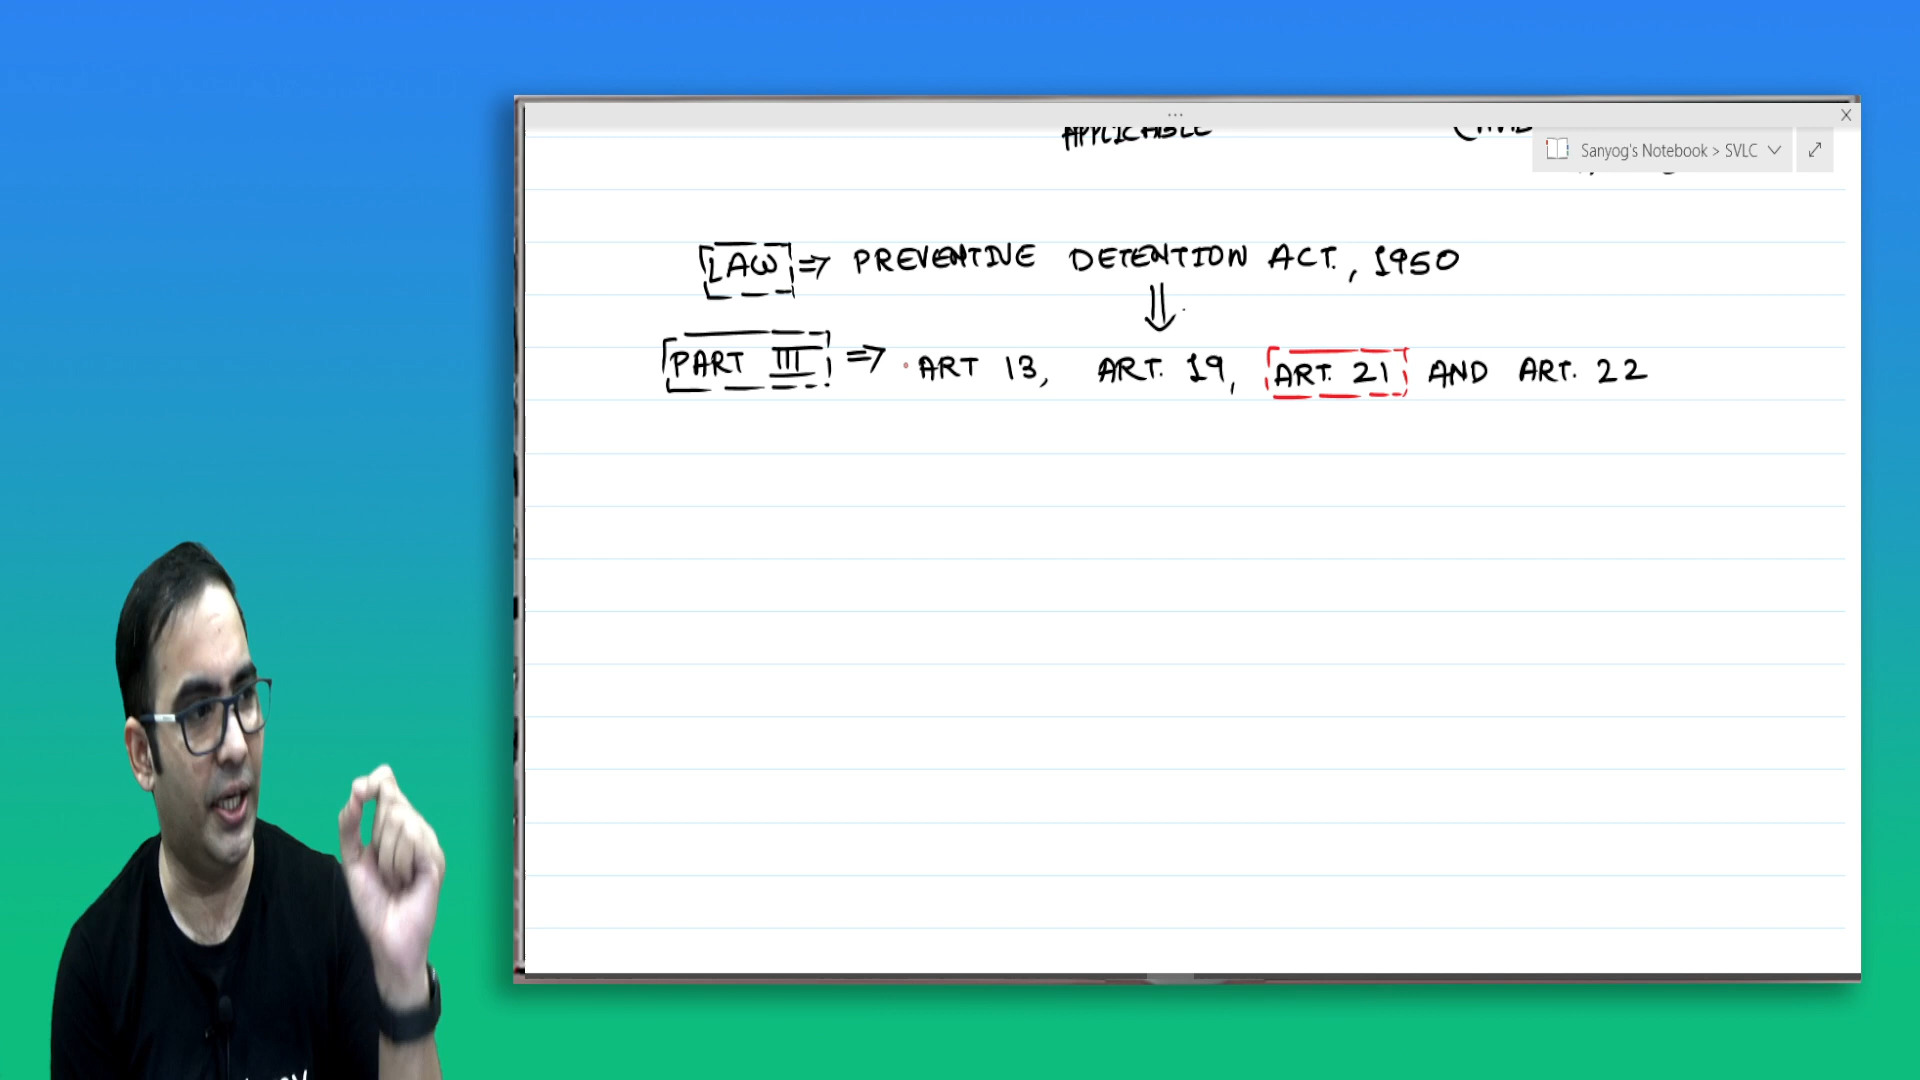 ...
APPLICABLE
Sanyog's Notebook > SVLC
LAW ⇒ PREVENTIVE DETENTION ACT., 1950
⇓
PART III ⇒ ART 13, ART. 19, ART. 21 AND ART. 22